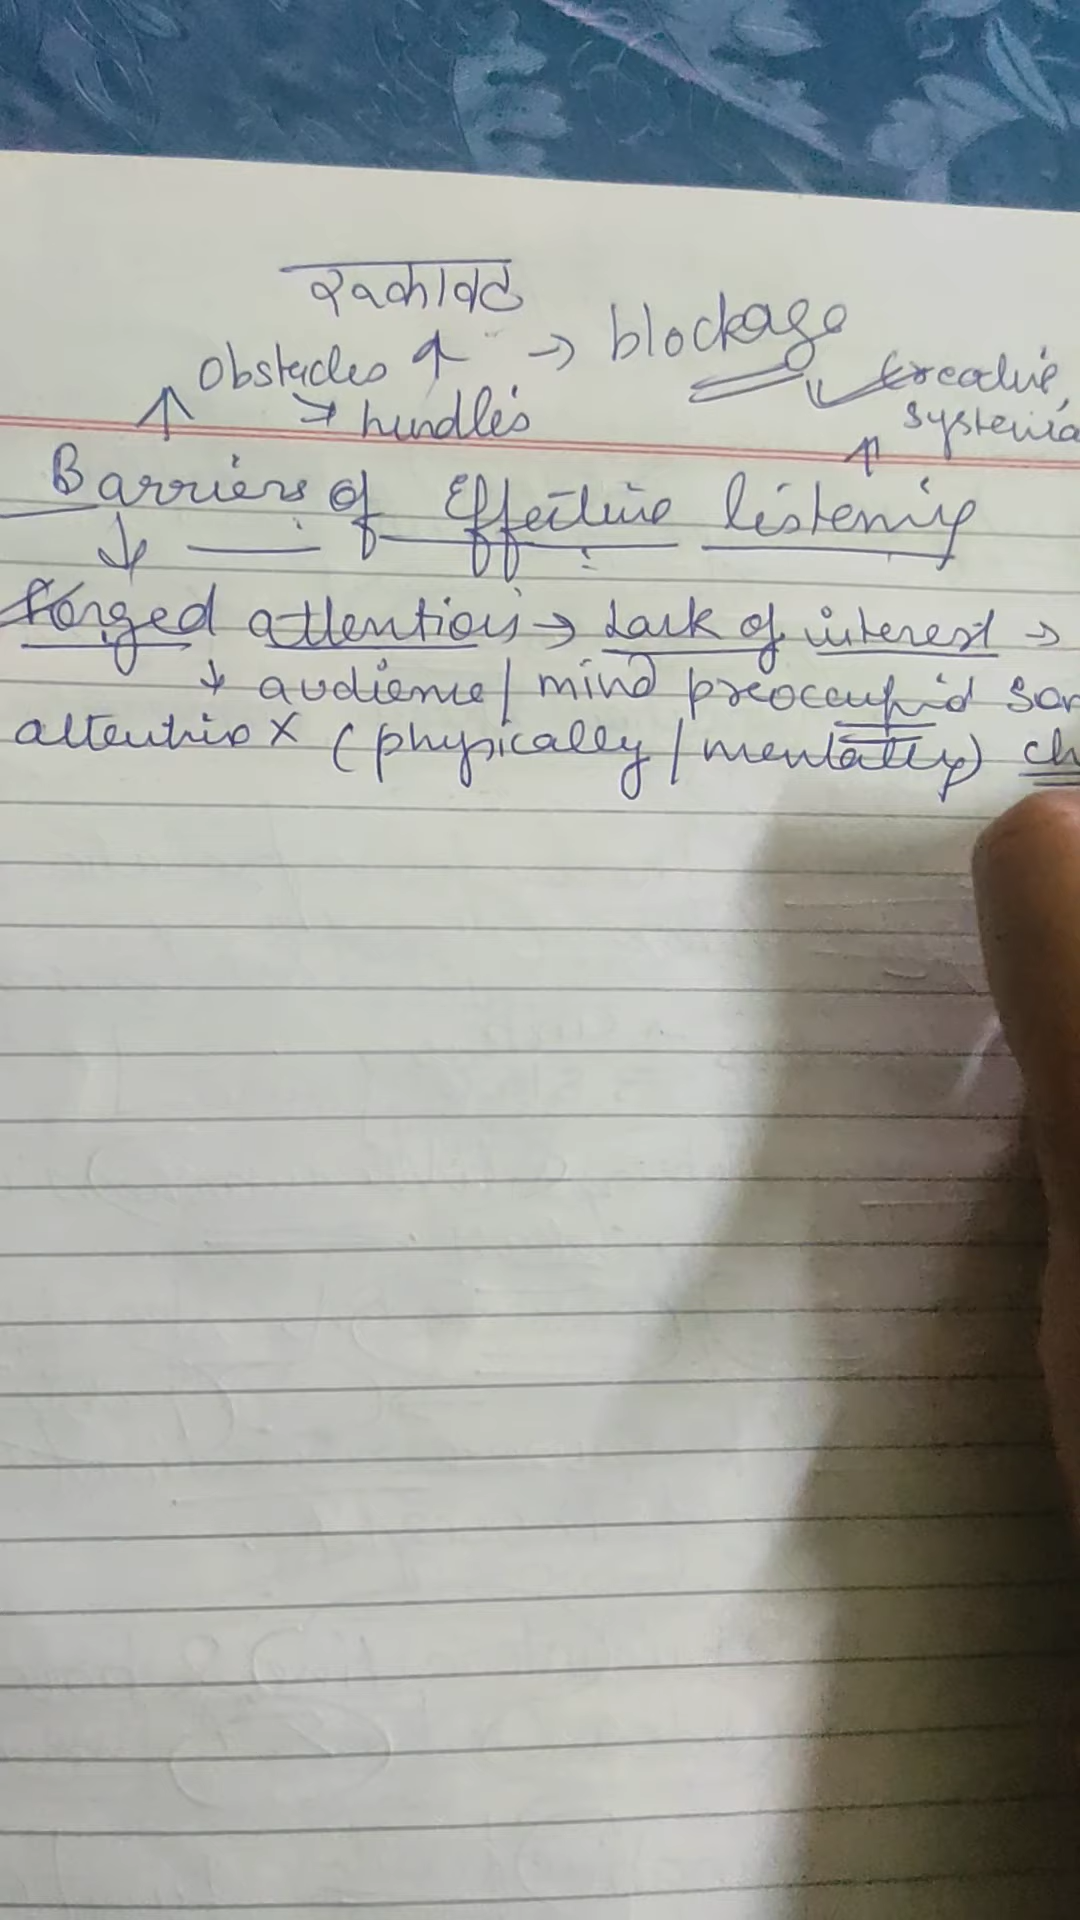 रुकावट
Obstacles → blockage
→ hurdles creative,
Barriers of Effective listening
Forged attention → Lack of interest →
↓ audience / mind preoccupied
attention X (physically / mentally)